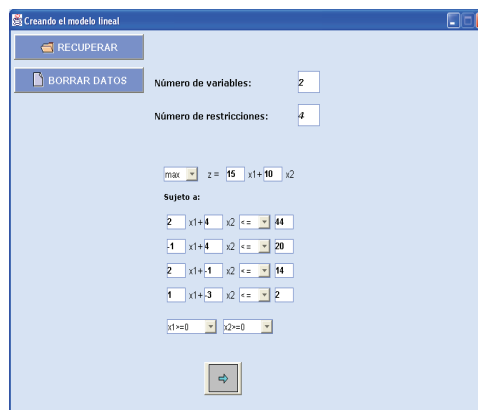 Creando el modelo lineal
RECUPERAR
BORRAR DATOS
Número de variables: 2
Número de restricciones: 4
max z = 15 x1+ 10 x2
Sujeto a:
2 x1+ 4 x2 <= 44
-1 x1+ 4 x2 <= 20
2 x1+ -1 x2 <= 14
1 x1+ -3 x2 <= 2
x1>=0 x2>=0